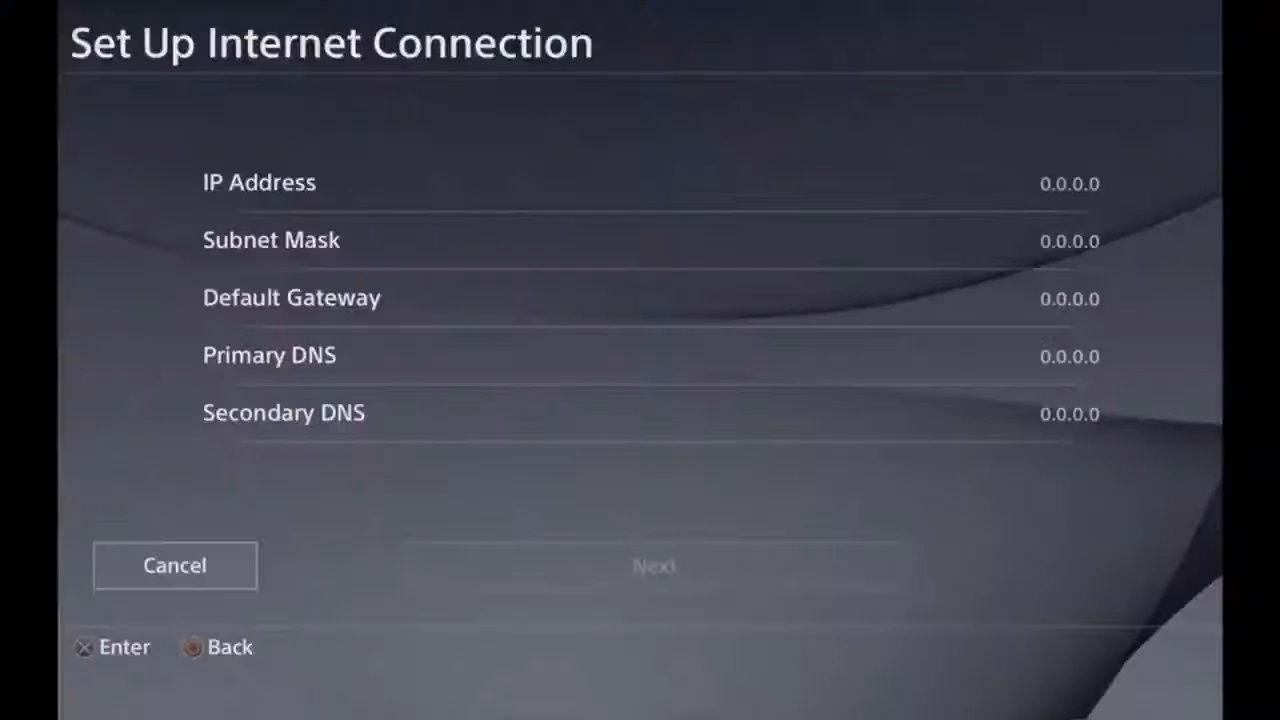 Set Up Internet Connection
IP Address 0.0.0.0
Subnet Mask 0.0.0.0
Default Gateway 0.0.0.0
Primary DNS 0.0.0.0
Secondary DNS 0.0.0.0
Cancel Next
Enter Back